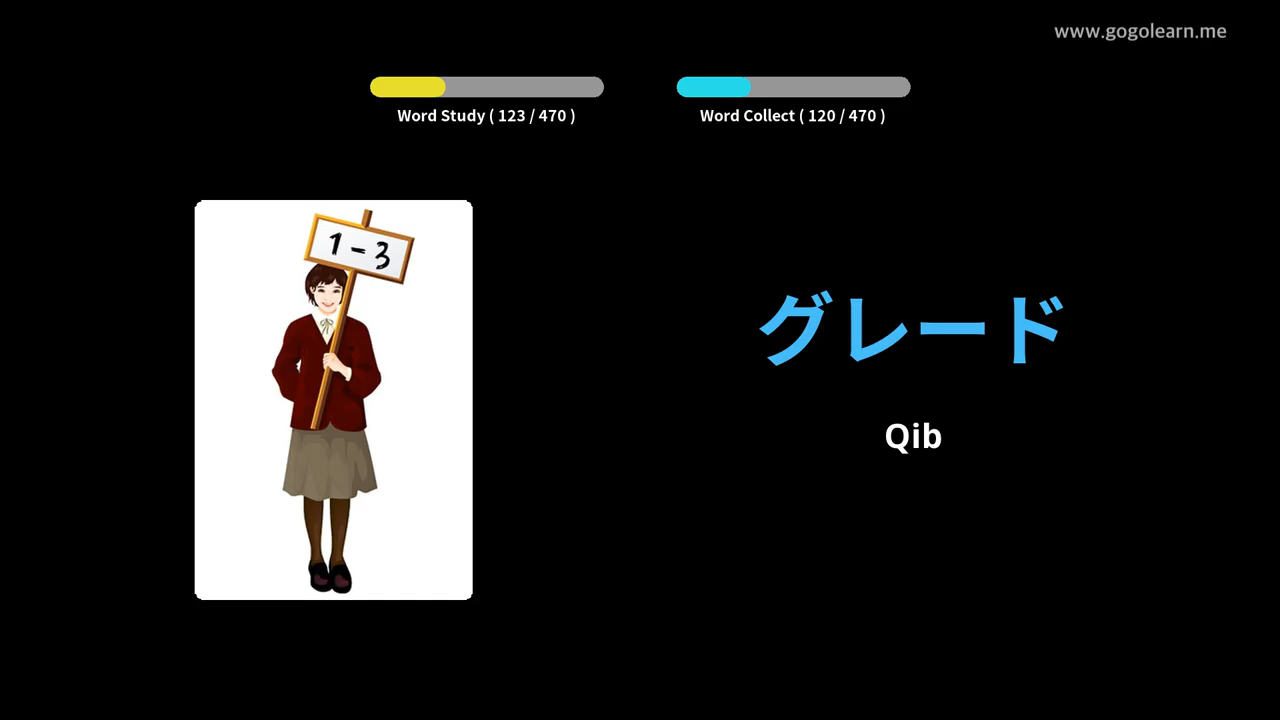 www.gogolearn.me
Word Study ( 123 / 470 )
Word Collect ( 120 / 470 )
1 - 3
グレード
Qib